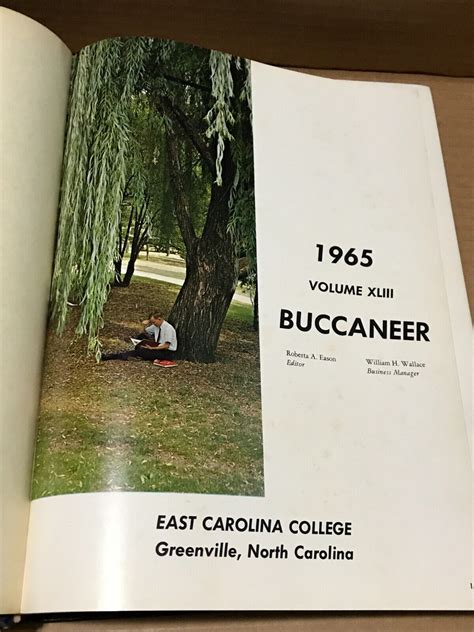 1965
VOLUME XLIII
BUCCANEER
Roberta A. Eason
Editor
William H. Wallace
Business Manager
EAST CAROLINA COLLEGE
Greenville, North Carolina